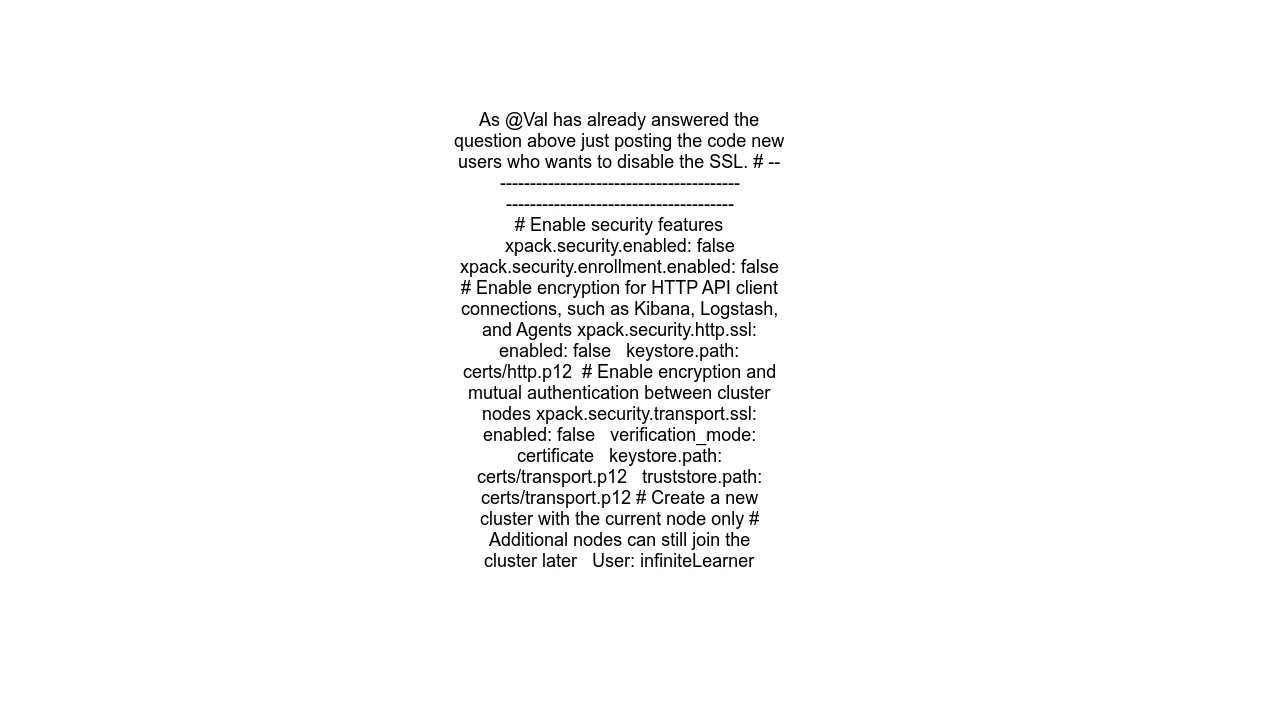 As @Val has already answered the
question above just posting the code new
users who wants to disable the SSL. # --
----------------------------------------
--------------------------------------
# Enable security features
xpack.security.enabled: false
xpack.security.enrollment.enabled: false
# Enable encryption for HTTP API client
connections, such as Kibana, Logstash,
and Agents xpack.security.http.ssl:
enabled: false   keystore.path:
certs/http.p12  # Enable encryption and
mutual authentication between cluster
nodes xpack.security.transport.ssl:
enabled: false   verification_mode:
certificate   keystore.path:
certs/transport.p12   truststore.path:
certs/transport.p12 # Create a new
cluster with the current node only #
Additional nodes can still join the
cluster later   User: infiniteLearner